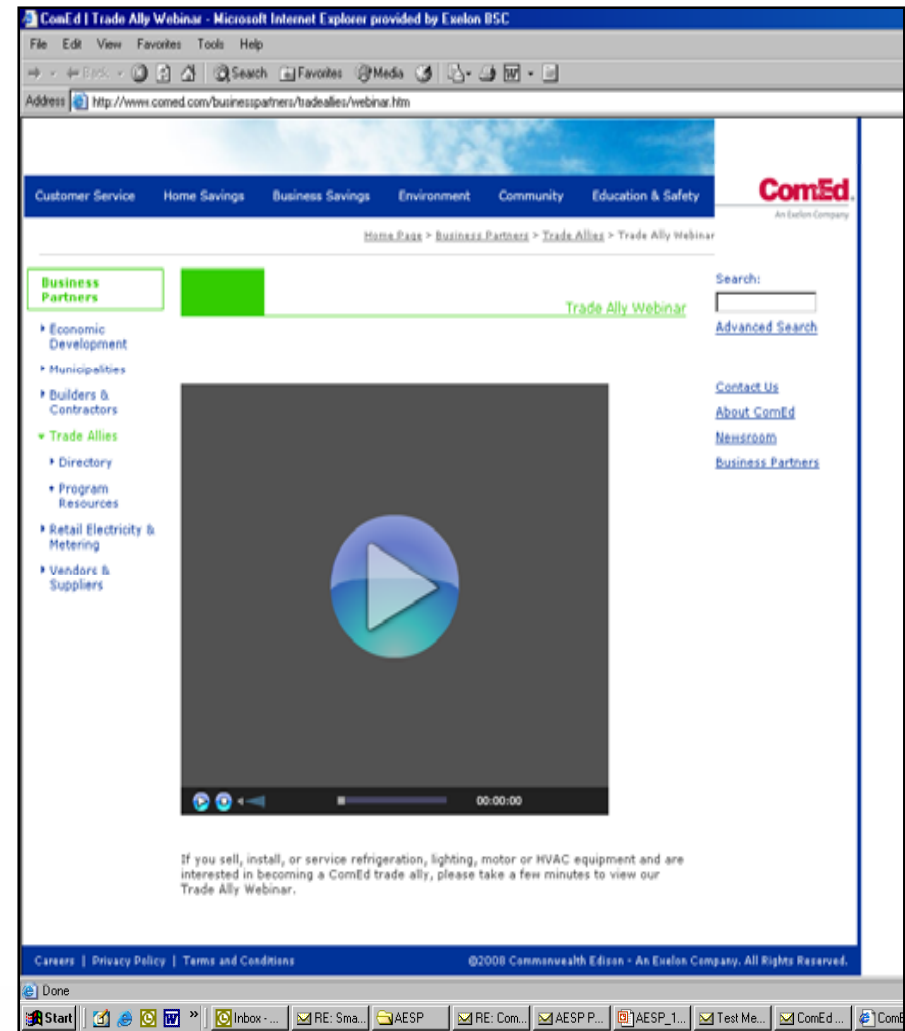 ComEd | Trade Ally Webinar - Microsoft Internet Explorer provided by Exelon BSC
File Edit View Favorites Tools Help
Back Search Favorites Media
Address http://www.comed.com/businesspartners/tradeallies/webinar.htm
Customer Service Home Savings Business Savings Environment Community Education & Safety
ComEd.
An Exelon Company
Home Page > Business Partners > Trade Allies > Trade Ally Webinar
Business
Partners
Economic
Development
Municipalities
Builders &
Contractors
Trade Allies
Directory
Program
Resources
Retail Electricity &
Metering
Vendors &
Suppliers
Trade Ally Webinar
Search:
Advanced Search
Contact Us
About ComEd
Newsroom
Business Partners
00:00:00
If you sell, install, or service refrigeration, lighting, motor or HVAC equipment and are
interested in becoming a ComEd trade ally, please take a few minutes to view our
Trade Ally Webinar.
Careers | Privacy Policy | Terms and Conditions ©2008 Commonwealth Edison - An Exelon Company. All Rights Reserved.
Done
Start » Inbox - ... RE: Sma... AESP RE: Com... AESP P... AESP_1... Test Me... ComEd ... ComE